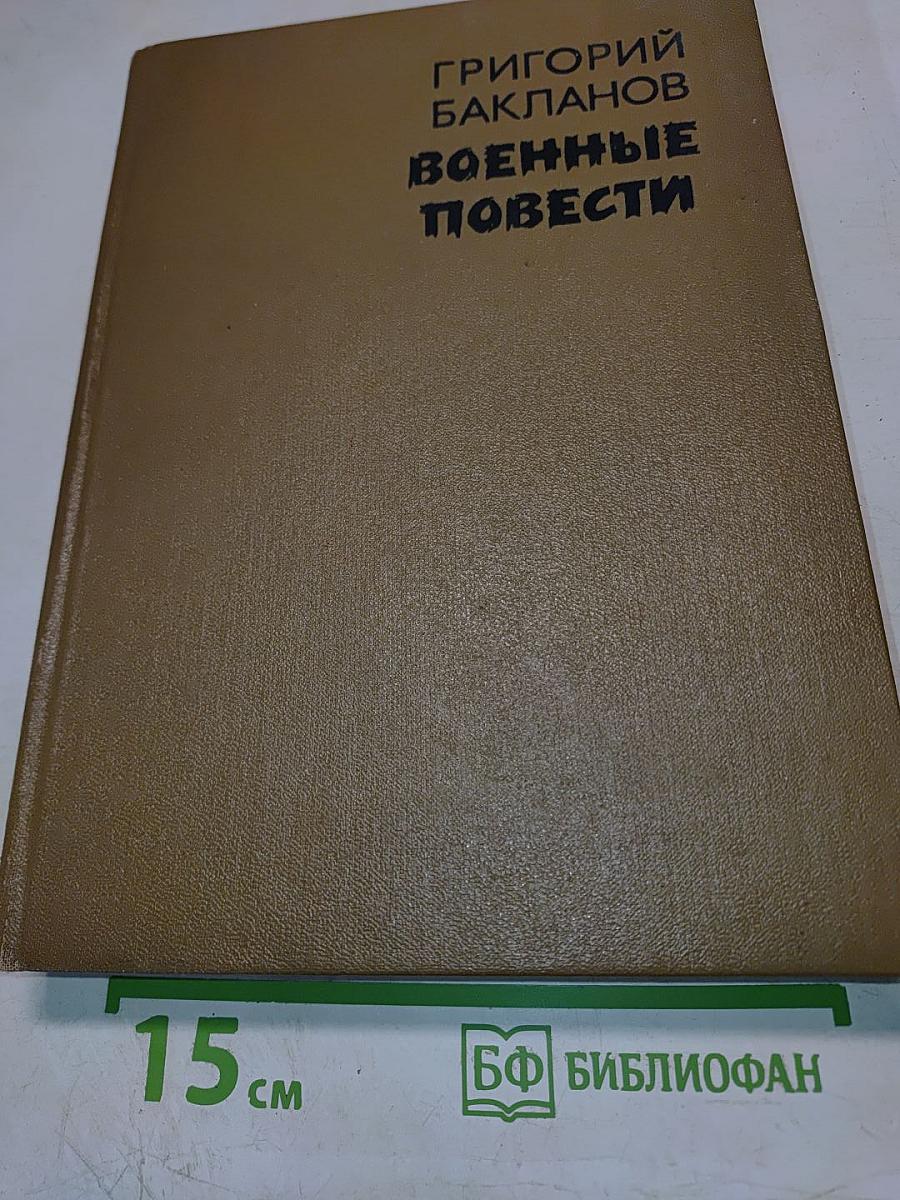 ГРИГОРИЙ
БАКЛАНОВ
ВОЕННЫЕ
ПОВЕСТИ
15 см
БФ БИБЛИОФАН